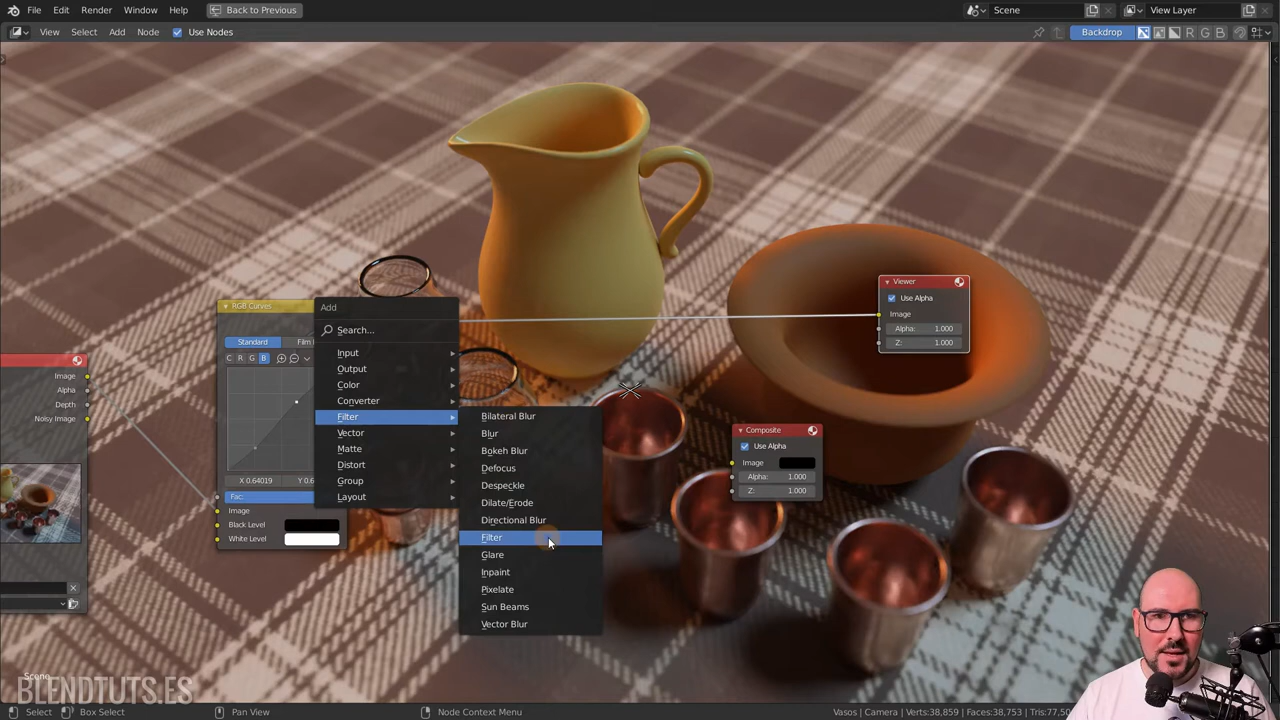 File Edit Render Window Help Back to Previous Scene View Layer
View Select Add Node Use Nodes Backdrop R G B
Viewer
Use Alpha
Image
Alpha: 1.000
Z: 1.000
RGB Curves
Standard Film
C R G B
X 0.64019 Y 0.6
Fac:
Image
Black Level
White Level
Image
Alpha
Depth
Noisy Image
Add
Search...
Input
Output
Color
Converter
Filter
Vector
Matte
Distort
Group
Layout
Bilateral Blur
Blur
Bokeh Blur
Defocus
Despeckle
Dilate/Erode
Directional Blur
Filter
Glare
Inpaint
Pixelate
Sun Beams
Vector Blur
Composite
Use Alpha
Image
Alpha: 1.000
Z: 1.000
Scene
BLENDTUTS.ES
Select Box Select Pan View Node Context Menu Vasos | Camera | Verts:38,859 | Faces:38,753 | Tris:77,50